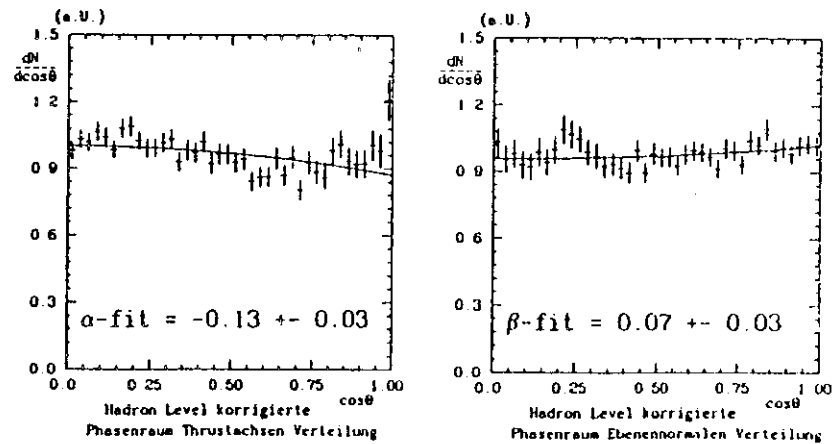 (a.U.)
1.5
dN
dcosθ
1.2
0.9
0.6
0.3
0.0
α-fit = -0.13 +- 0.03
0.0 0.25 0.50 0.75 1.00
cosθ
Hadron Level korrigierte
Phasenraum Thrustachsen Verteilung
(a.U.)
1.5
dN
dcosθ
1.2
0.9
0.6
0.3
0.0
β-fit = 0.07 +- 0.03
0.0 0.25 0.50 0.75 1.00
cosθ
Hadron Level korrigierte
Phasenraum Ebenennormalen Verteilung